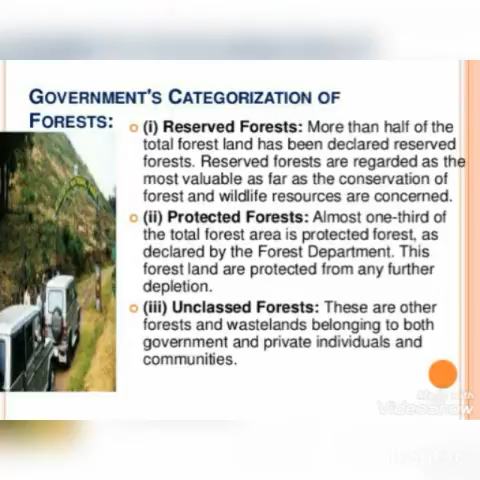 GOVERNMENT'S CATEGORIZATION OF
FORESTS:
(i) Reserved Forests: More than half of the
total forest land has been declared reserved
forests. Reserved forests are regarded as the
most valuable as far as the conservation of
forest and wildlife resources are concerned.
(ii) Protected Forests: Almost one-third of
the total forest area is protected forest, as
declared by the Forest Department. This
forest land are protected from any further
depletion.
(iii) Unclassed Forests: These are other
forests and wastelands belonging to both
government and private individuals and
communities.
Made with
VideoShow